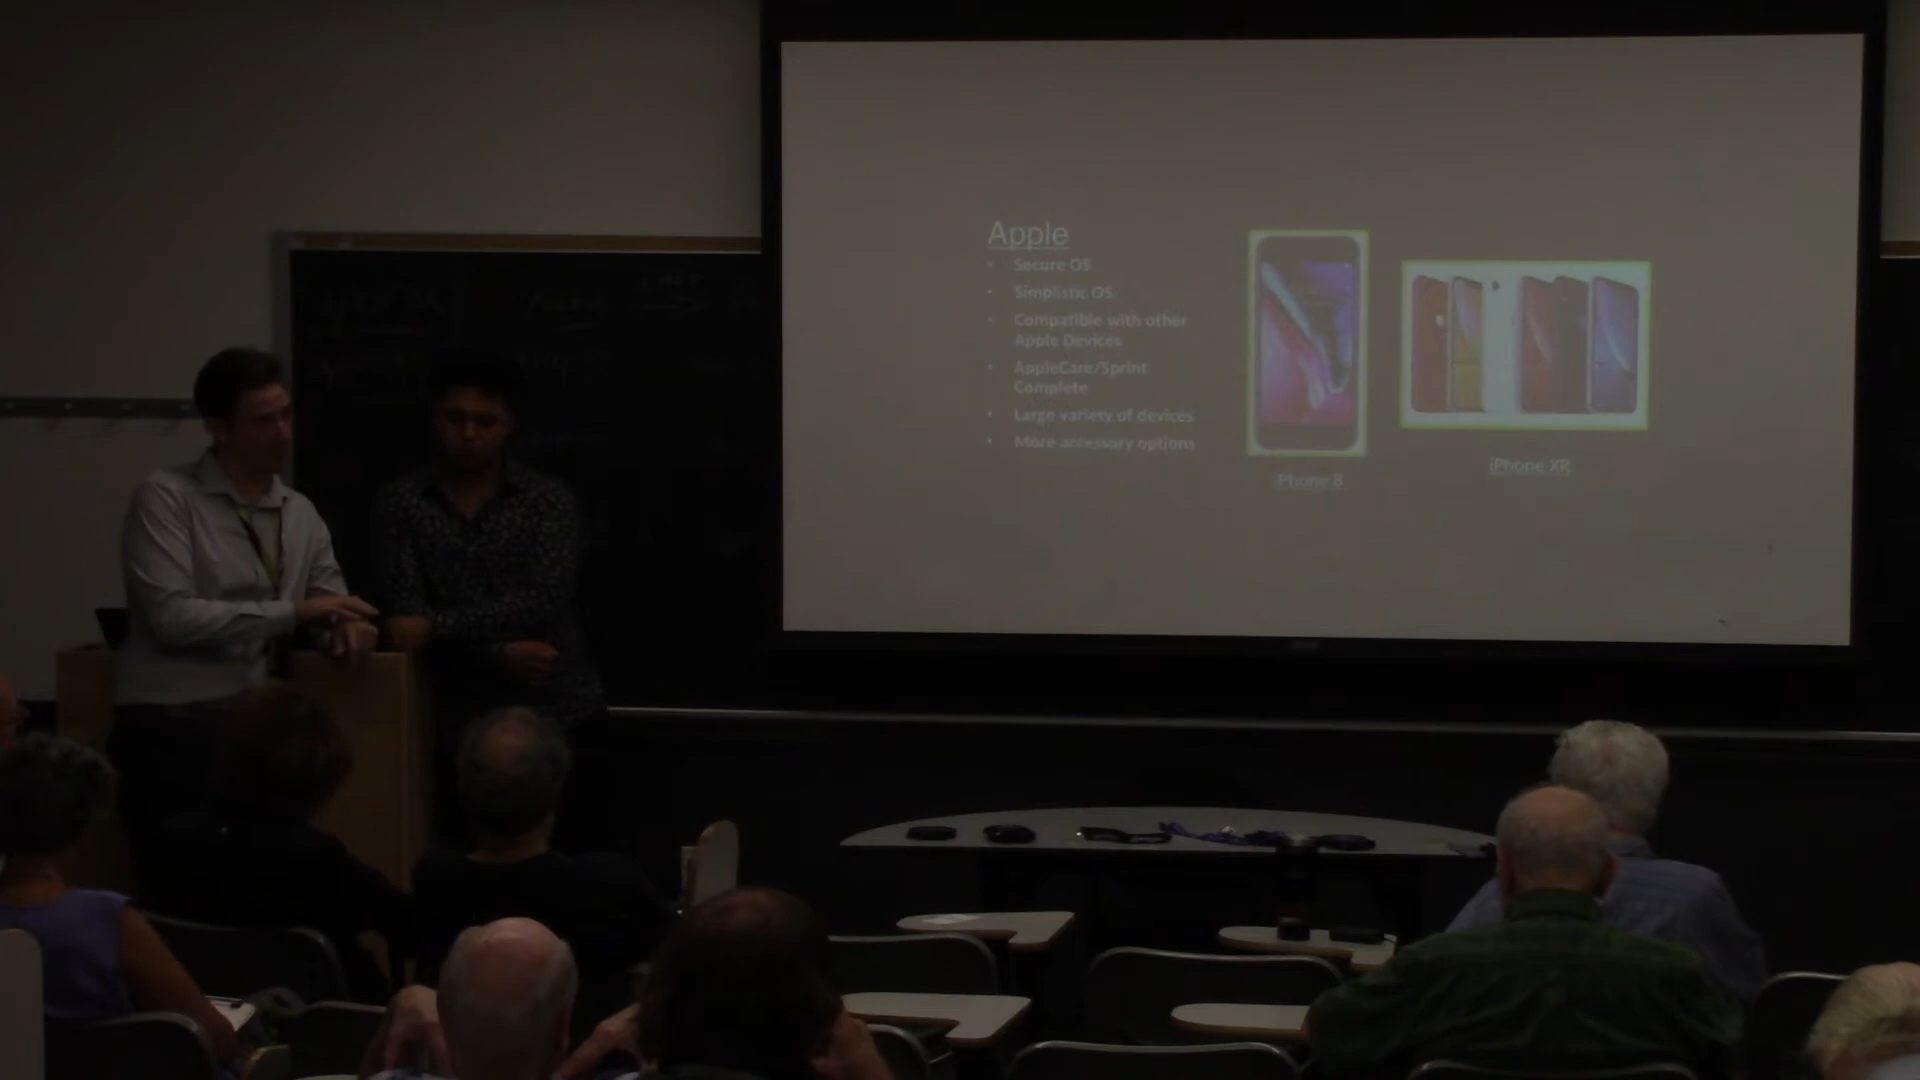 Apple
• Secure OS
• Simplistic OS
• Compatible with other
Apple Devices
• AppleCare/Sprint
Complete
• Large variety of devices
• More accessory options
iPhone 8
iPhone XR